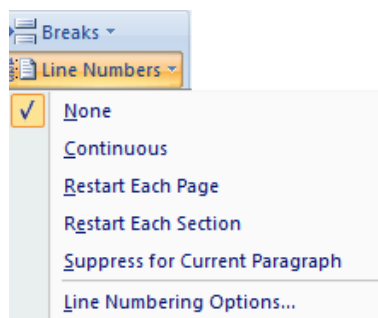 Breaks
Line Numbers
None
Continuous
Restart Each Page
Restart Each Section
Suppress for Current Paragraph
Line Numbering Options...